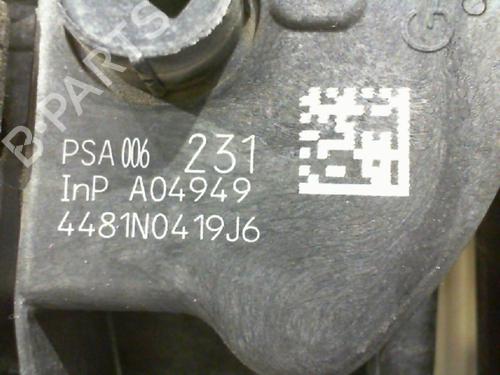 G
B-PARTS
PSA 006 231
InP A04949
4481N0419J6